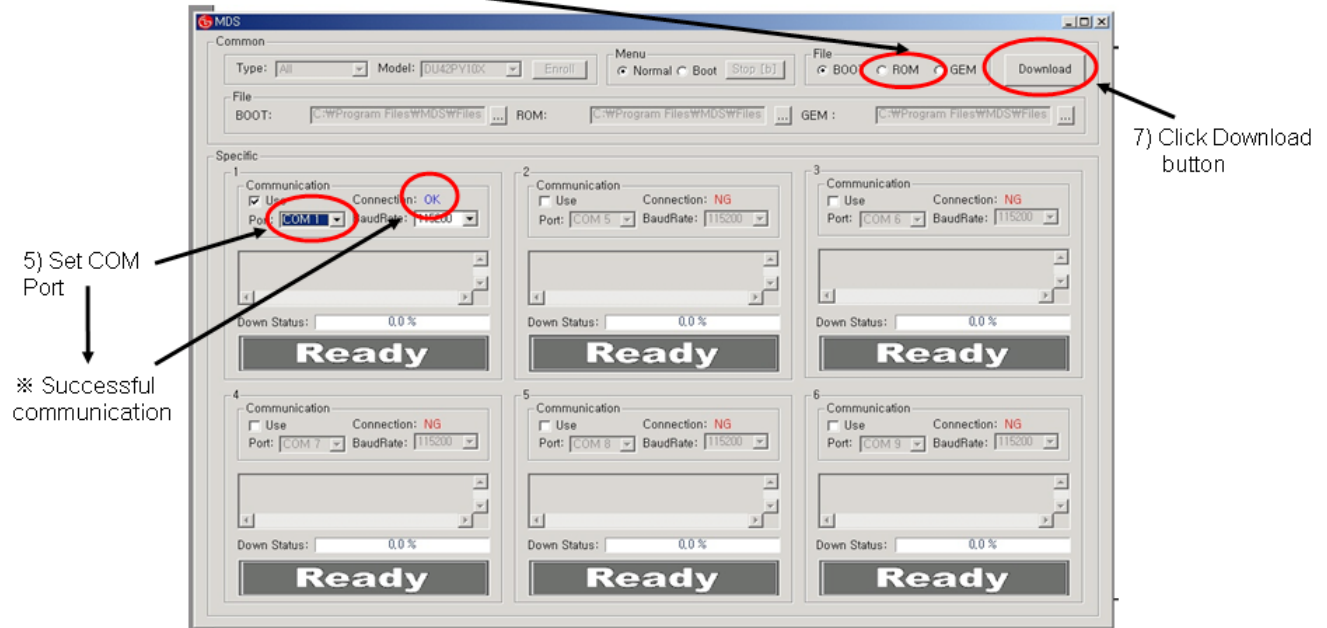 MDS
Common
Type: All Model: DU42PY10X Enroll
Menu
Normal Boot Stop [b]
File
BOOT ROM GEM Download
File
BOOT: C:₩Program Files₩MDS₩Files ... ROM: C:₩Program Files₩MDS₩Files ... GEM : C:₩Program Files₩MDS₩Files ...
7) Click Download
button
Specific
1
Communication
Use Connection: OK
Port: COM 1 BaudRate: 115200
Down Status: 0,0 %
Ready
2
Communication
Use Connection: NG
Port: COM 5 BaudRate: 115200
Down Status: 0,0 %
Ready
3
Communication
Use Connection: NG
Port: COM 6 BaudRate: 115200
Down Status: 0,0 %
Ready
5) Set COM
Port
※ Successful
communication
4
Communication
Use Connection: NG
Port: COM 7 BaudRate: 115200
Down Status: 0,0 %
Ready
5
Communication
Use Connection: NG
Port: COM 8 BaudRate: 115200
Down Status: 0,0 %
Ready
6
Communication
Use Connection: NG
Port: COM 9 BaudRate: 115200
Down Status: 0,0 %
Ready